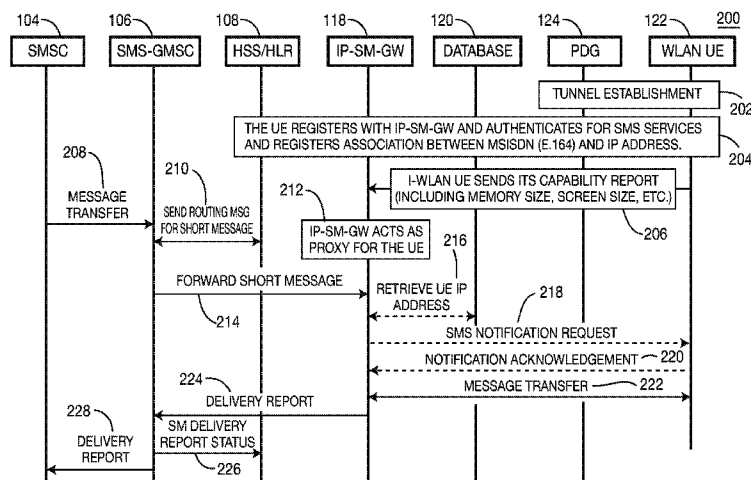 104 106 108 118 120 124 122 200
SMSC SMS-GMSC HSS/HLR IP-SM-GW DATABASE PDG WLAN UE
TUNNEL ESTABLISHMENT
202
THE UE REGISTERS WITH IP-SM-GW AND AUTHENTICATES FOR SMS SERVICES
AND REGISTERS ASSOCIATION BETWEEN MSISDN (E.164) AND IP ADDRESS.
204
208
MESSAGE
TRANSFER
210
SEND ROUTING MSG
FOR SHORT MESSAGE
I-WLAN UE SENDS ITS CAPABILITY REPORT
(INCLUDING MEMORY SIZE, SCREEN SIZE, ETC.)
206
212
IP-SM-GW ACTS AS
PROXY FOR THE UE
216
FORWARD SHORT MESSAGE
214
RETRIEVE UE IP
ADDRESS
218
SMS NOTIFICATION REQUEST
NOTIFICATION ACKNOWLEDGEMENT 220
MESSAGE TRANSFER 222
224
DELIVERY REPORT
228
DELIVERY
REPORT
SM DELIVERY
REPORT STATUS
226